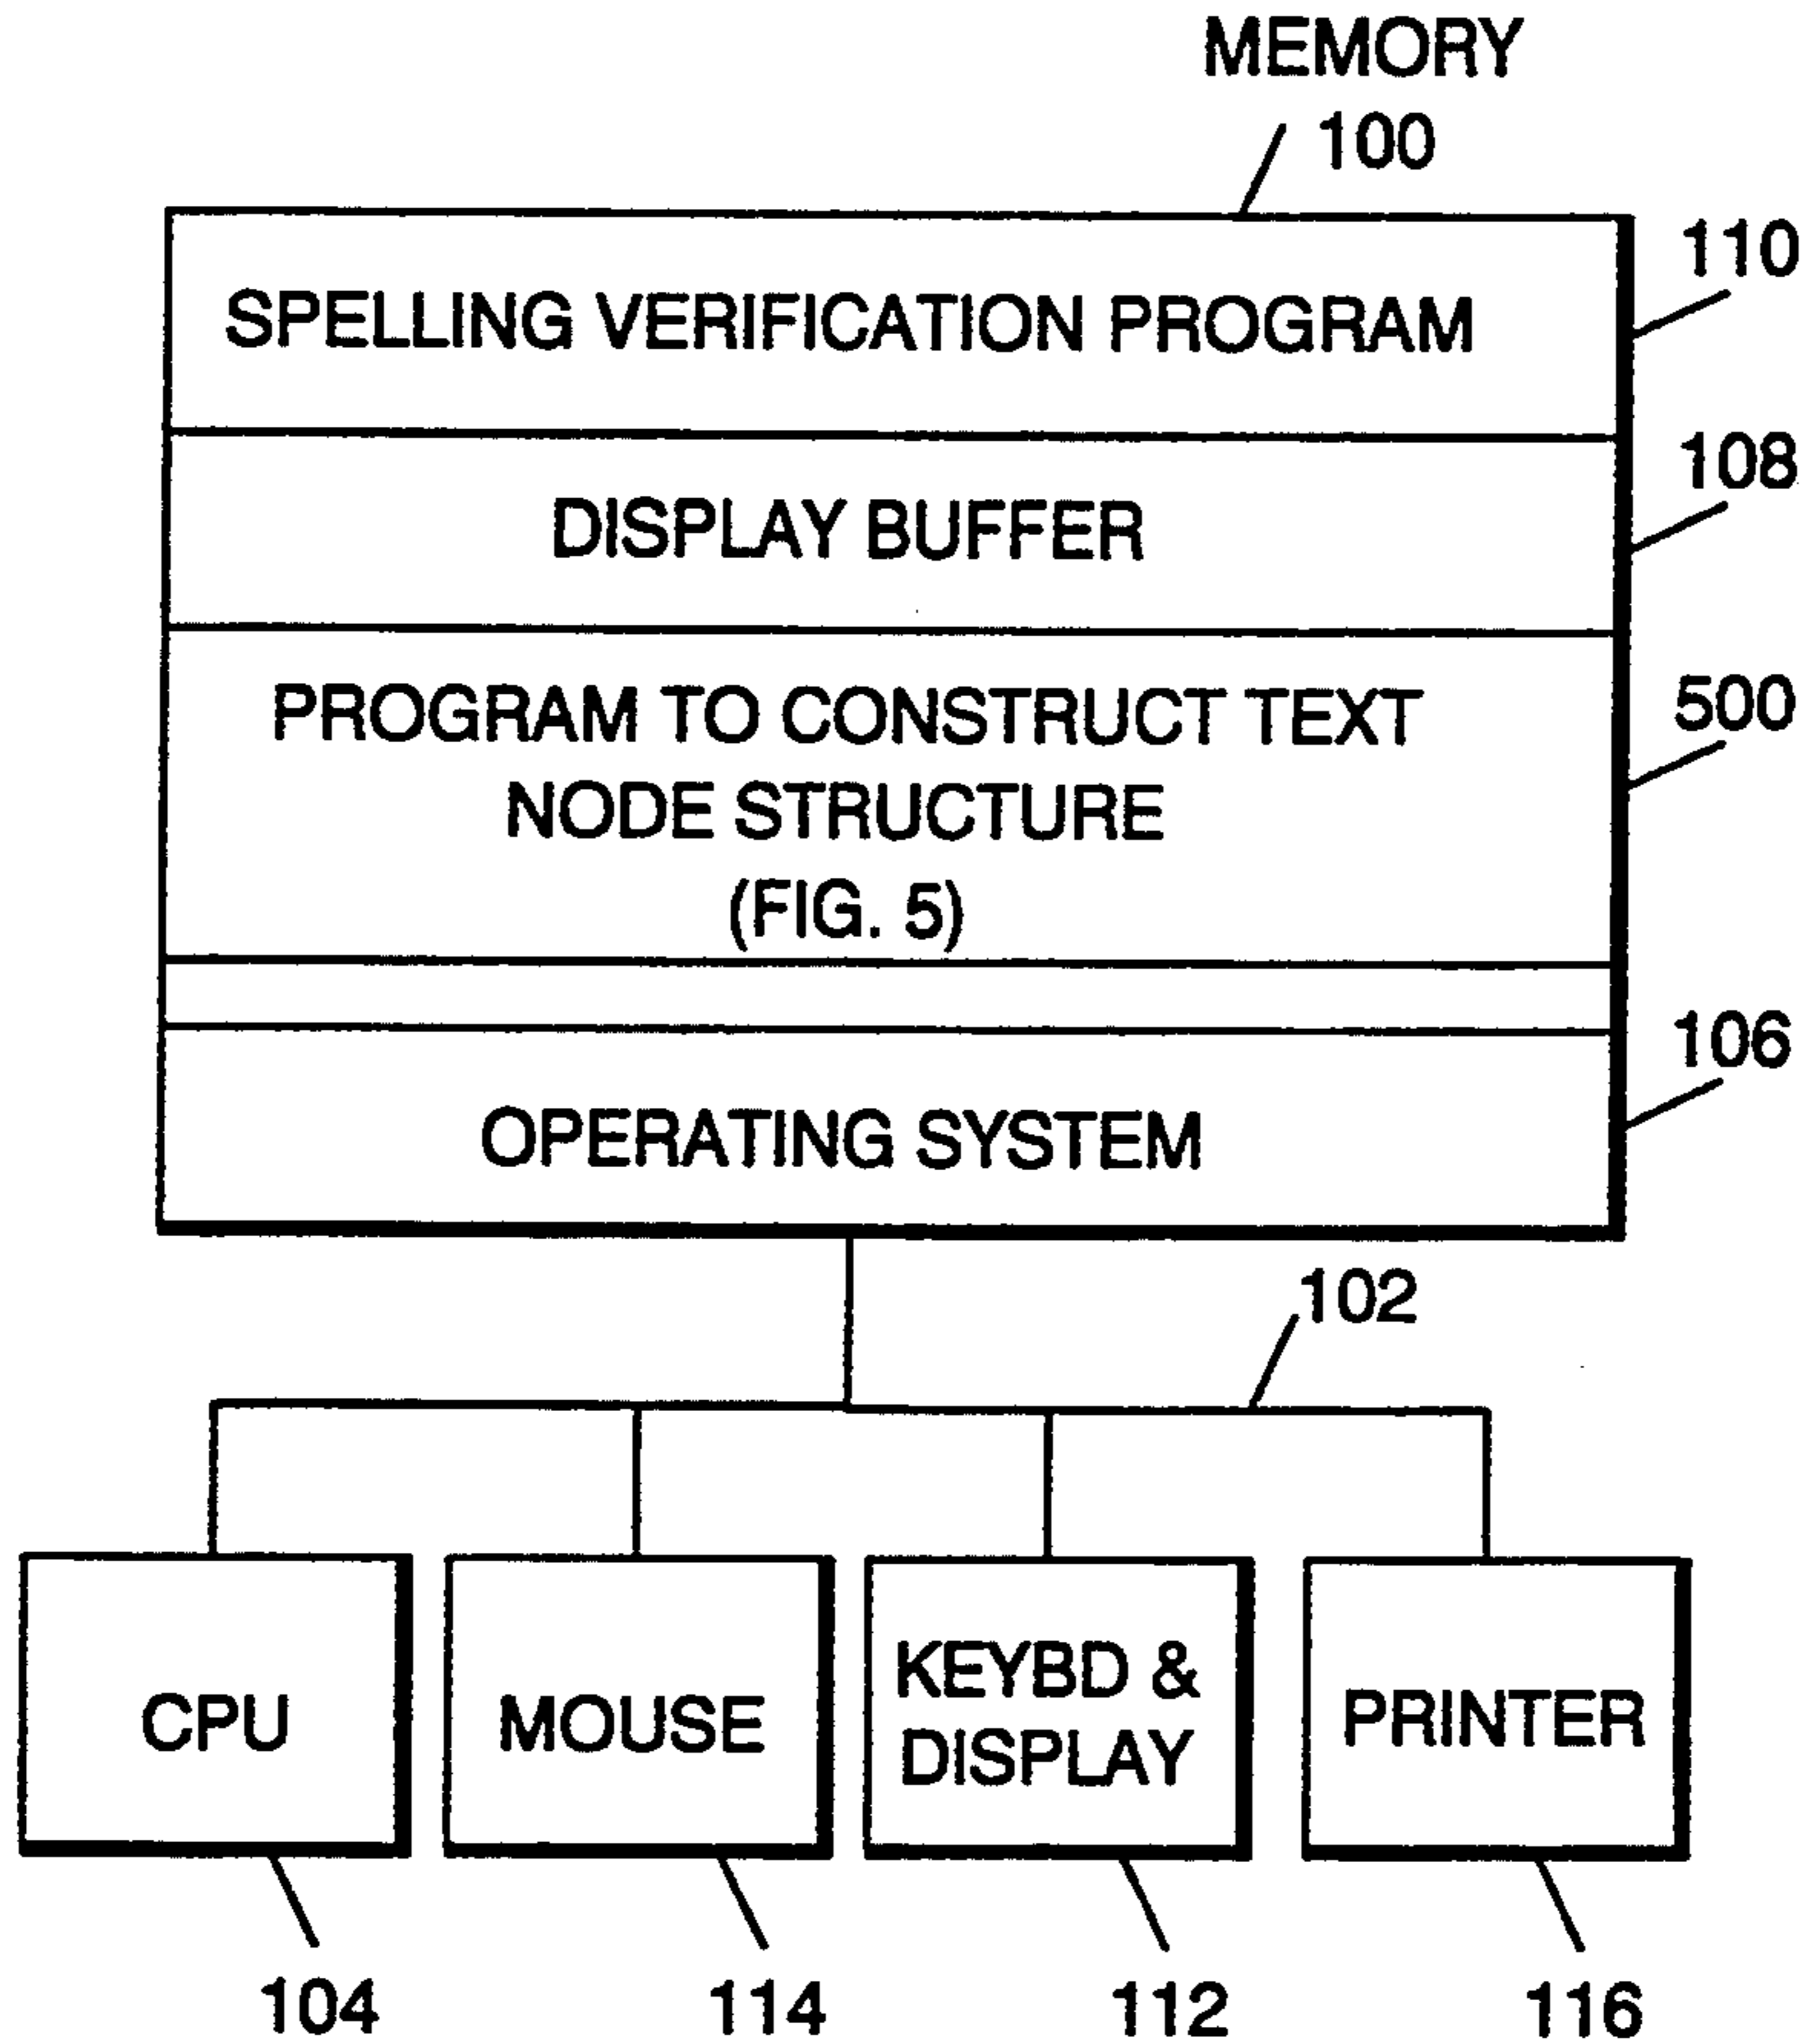 MEMORY
100
110
SPELLING VERIFICATION PROGRAM
108
DISPLAY BUFFER
500
PROGRAM TO CONSTRUCT TEXT
NODE STRUCTURE
(FIG. 5)
106
OPERATING SYSTEM
102
CPU
MOUSE
KEYBD &
DISPLAY
PRINTER
104
114
112
116